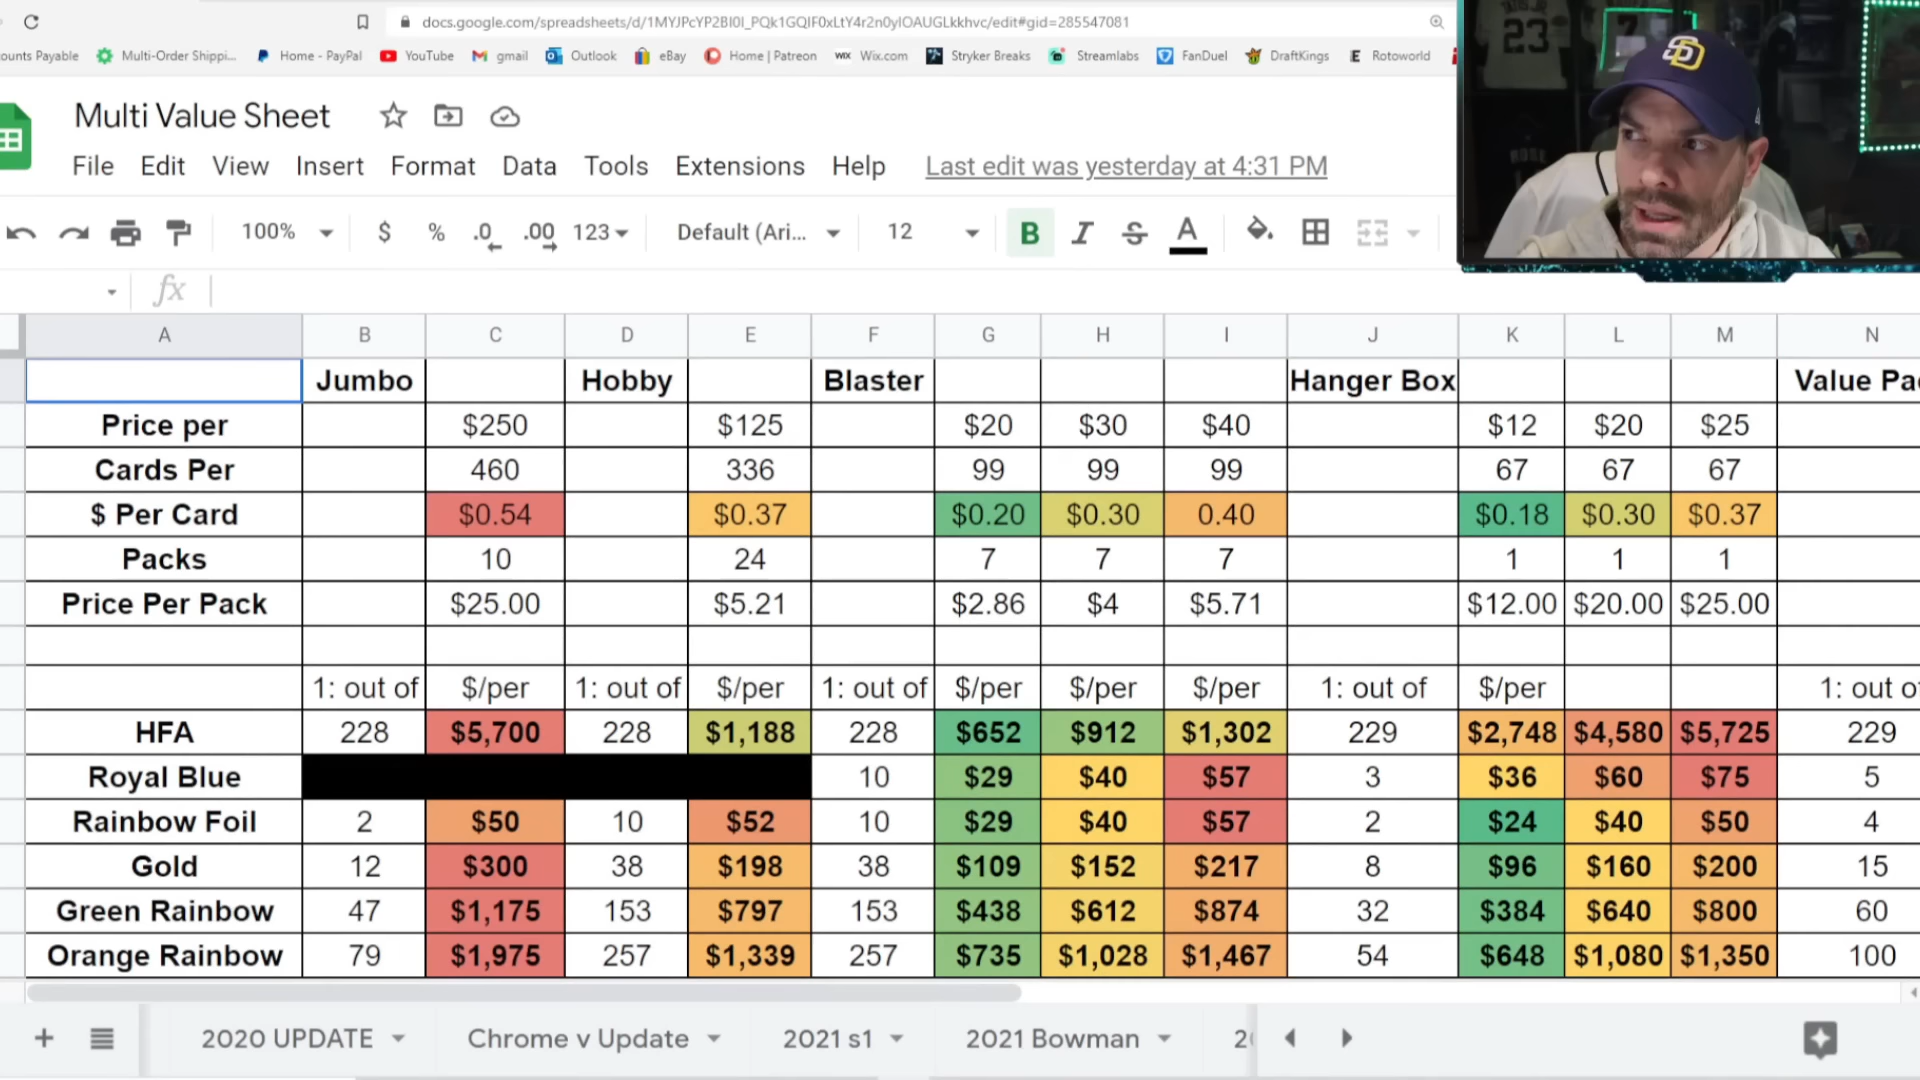 docs.google.com/spreadsheets/d/1MYJPcYP2BI0I_PQk1GQIF0xLtY4r2n0yIOAUGLkkhvc/edit#gid=285547081
ounts Payable Multi-Order Shippi... Home - PayPal YouTube gmail Outlook eBay Home | Patreon WIX Wix.com Stryker Breaks Streamlabs FanDuel DraftKings E Rotoworld
23
SD
Multi Value Sheet
File Edit View Insert Format Data Tools Extensions Help Last edit was yesterday at 4:31 PM
100% $ % .0 .00 123 Default (Ari... 12 B I S A
fx
A B C D E F G H I J K L M N
Jumbo Hobby Blaster Hanger Box Value Pa
Price per $250 $125 $20 $30 $40 $12 $20 $25
Cards Per 460 336 99 99 99 67 67 67
$ Per Card $0.54 $0.37 $0.20 $0.30 0.40 $0.18 $0.30 $0.37
Packs 10 24 7 7 7 1 1 1
Price Per Pack $25.00 $5.21 $2.86 $4 $5.71 $12.00 $20.00 $25.00
1: out of $/per 1: out of $/per 1: out of $/per $/per $/per 1: out of $/per 1: out o
HFA 228 $5,700 228 $1,188 228 $652 $912 $1,302 229 $2,748 $4,580 $5,725 229
Royal Blue 10 $29 $40 $57 3 $36 $60 $75 5
Rainbow Foil 2 $50 10 $52 10 $29 $40 $57 2 $24 $40 $50 4
Gold 12 $300 38 $198 38 $109 $152 $217 8 $96 $160 $200 15
Green Rainbow 47 $1,175 153 $797 153 $438 $612 $874 32 $384 $640 $800 60
Orange Rainbow 79 $1,975 257 $1,339 257 $735 $1,028 $1,467 54 $648 $1,080 $1,350 100
2020 UPDATE Chrome v Update 2021 s1 2021 Bowman